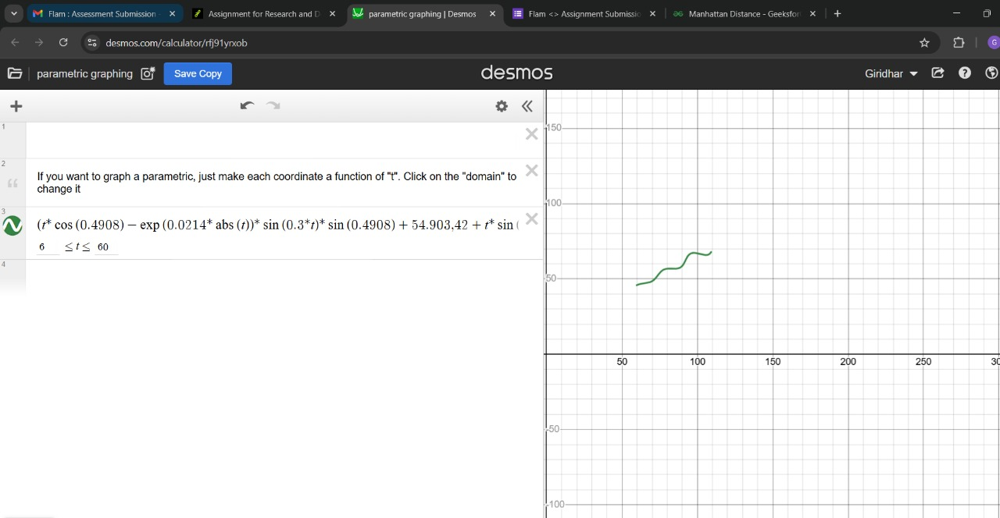 Flam : Assessment Submission
Assignment for Research and D
parametric graphing | Desmos
Flam <> Assignment Submissio
Manhattan Distance - Geeksfor
desmos.com/calculator/rfj91yrxob
G
parametric graphing
Save Copy
desmos
Giridhar
1
2
If you want to graph a parametric, just make each coordinate a function of "t". Click on the "domain" to
change it
3
(t* cos (0.4908) − exp (0.0214* abs (t))* sin (0.3*t)* sin (0.4908) + 54.903,42 + t* sin (
6 ≤ t ≤ 60
4
150
100
50
-50
-100
50 100 150 200 250 30